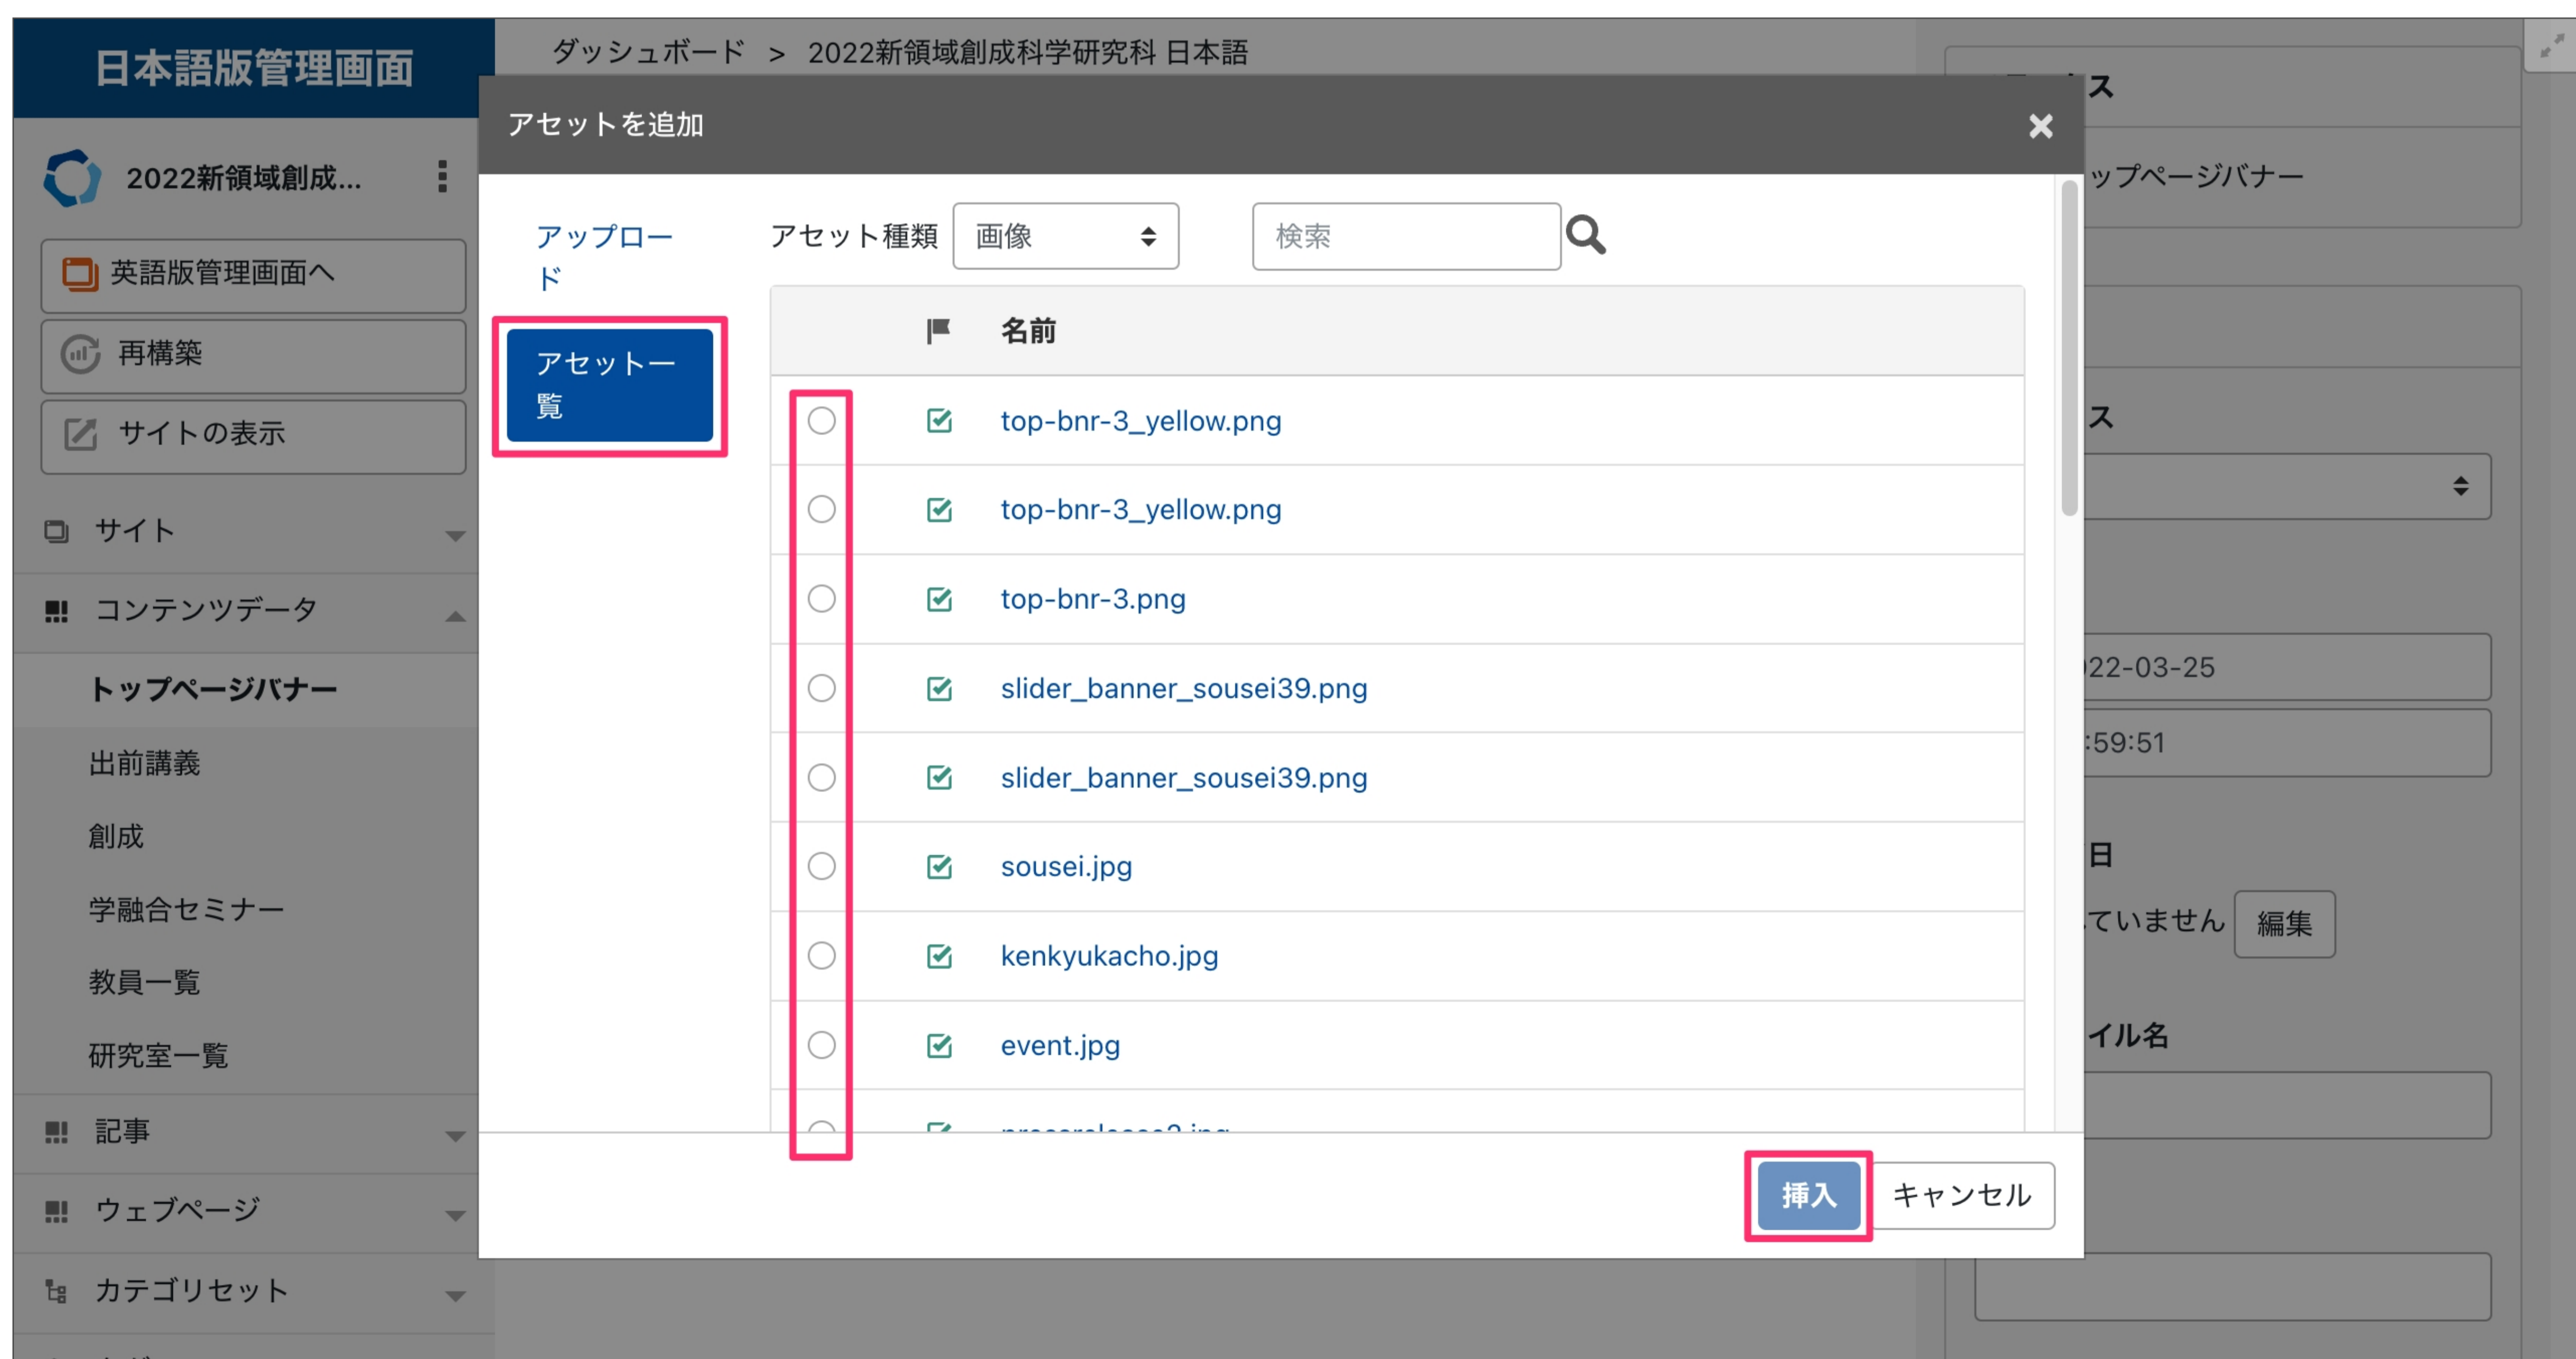 日本語版管理画面
ダッシュボード > 2022新領域創成科学研究科 日本語
2022新領域創成...
英語版管理画面へ
再構築
サイトの表示
サイト
コンテンツデータ
トップページバナー
出前講義
創成
学融合セミナー
教員一覧
研究室一覧
記事
ウェブページ
カテゴリセット
アセットを追加
アップロー
ド
アセット一
覧
アセット種類 画像 検索
名前
top-bnr-3_yellow.png
top-bnr-3_yellow.png
top-bnr-3.png
slider_banner_sousei39.png
slider_banner_sousei39.png
sousei.jpg
kenkyukacho.jpg
event.jpg
挿入 キャンセル
ス
ップページバナー
ス
22-03-25
:59:51
日
ていません 編集
イル名